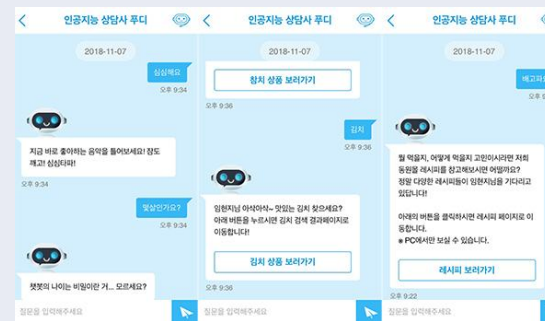 인공지능 상담사 푸디
2018-11-07
심심해요
오후 9:34
지금 바로 좋아하는 음악을 틀어보세요! 잠도
깨고! 심심타파!
오후 9:34
몇살인가요?
오후 9:34
챗봇의 나이는 비밀이란 거... 모르세요?
질문을 입력해주세요
인공지능 상담사 푸디
2018-11-07
참치 상품 보러가기
오후 9:36
김치
오후 9:36
임현지님 아삭아삭~ 맛있는 김치 찾으세요?
아래 버튼을 누르시면 김치 검색 결과페이지로
이동합니다!
김치 상품 보러가기
오후 9:36
질문을 입력해주세요
인공지능 상담사 푸디
2018-11-07
배고파
오후
뭘 먹을지, 어떻게 먹을지 고민이시라면 저희
동원몰 레시피를 참고해보시면 어떨까요?
정말 다양한 레시피들이 임현지님을 기다리고
있답니다!
아래의 버튼을 클릭하시면 레시피 페이지로 이
동합니다.
※ PC에서만 보실 수 있습니다.
레시피 보러가기
오후 9:22
질문을 입력해주세요